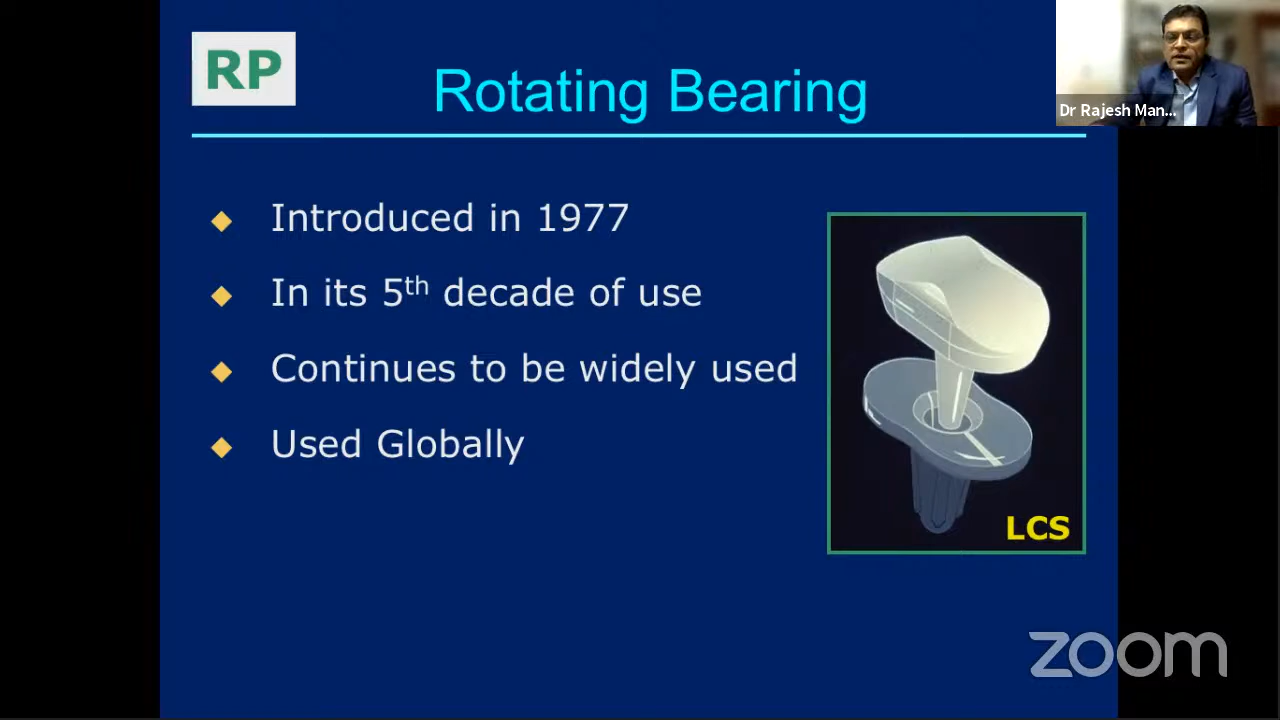 RP
Rotating Bearing
Dr Rajesh Man...
Introduced in 1977
In its 5th decade of use
Continues to be widely used
Used Globally
LCS
zoom